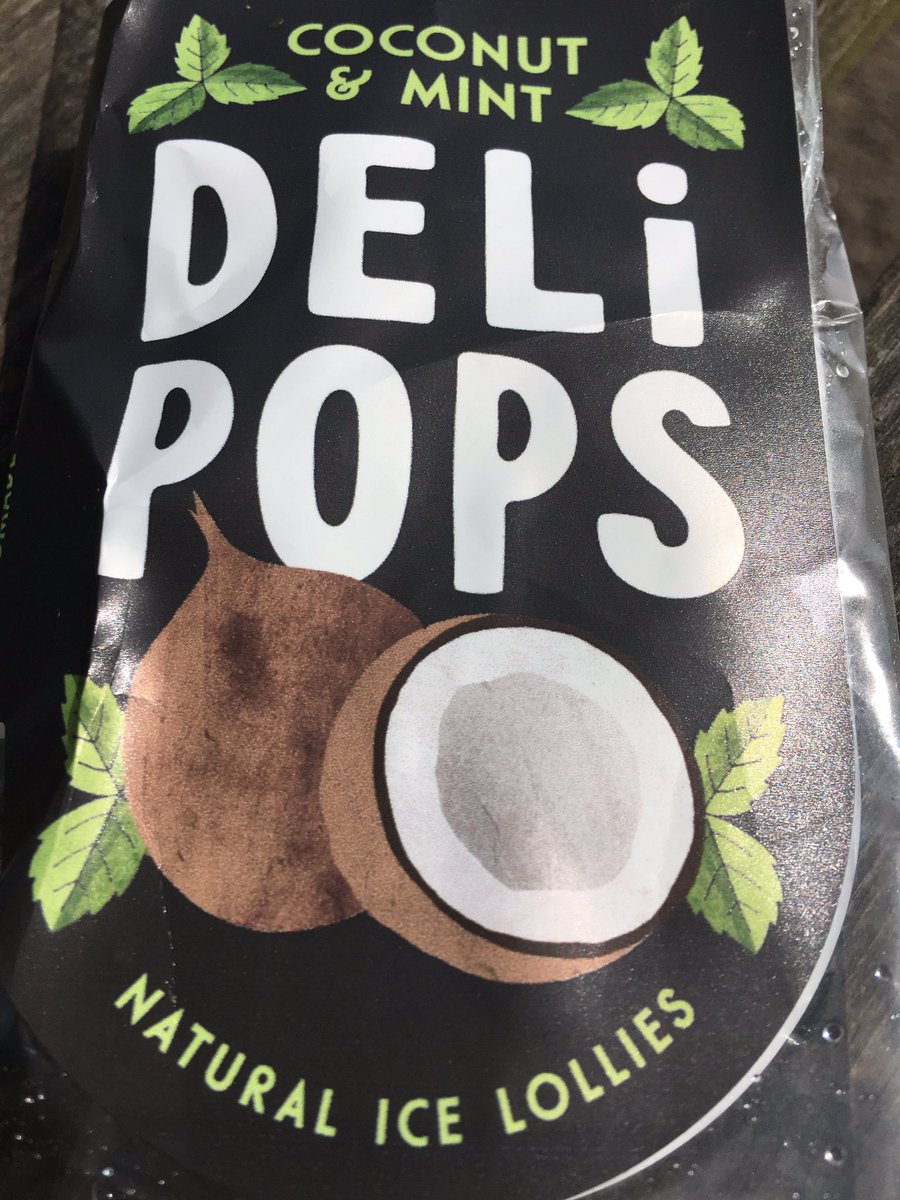 COCONUT
& MINT
DELi
POPS
NATURAL ICE LOLLIES